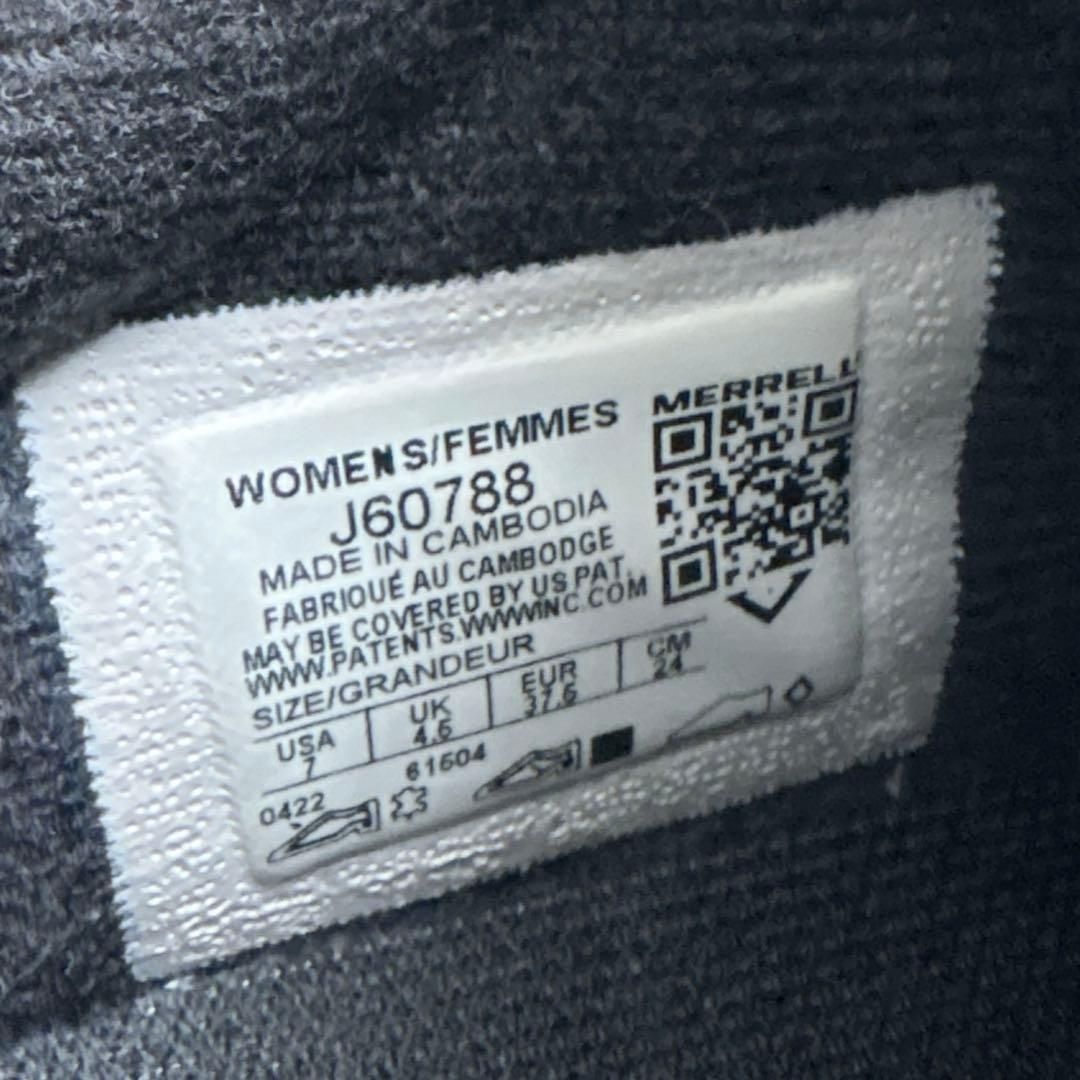 WOMENS/FEMMES
J60788
MADE IN CAMBODIA
FABRIQUÉ AU CAMBODGE
MAY BE COVERED BY US PAT.
WWW.PATENTS.WWWINC.COM
SIZE/GRANDEUR
USA UK EUR CM
7 4.5 37.5 24
0422 61504
MERRELL